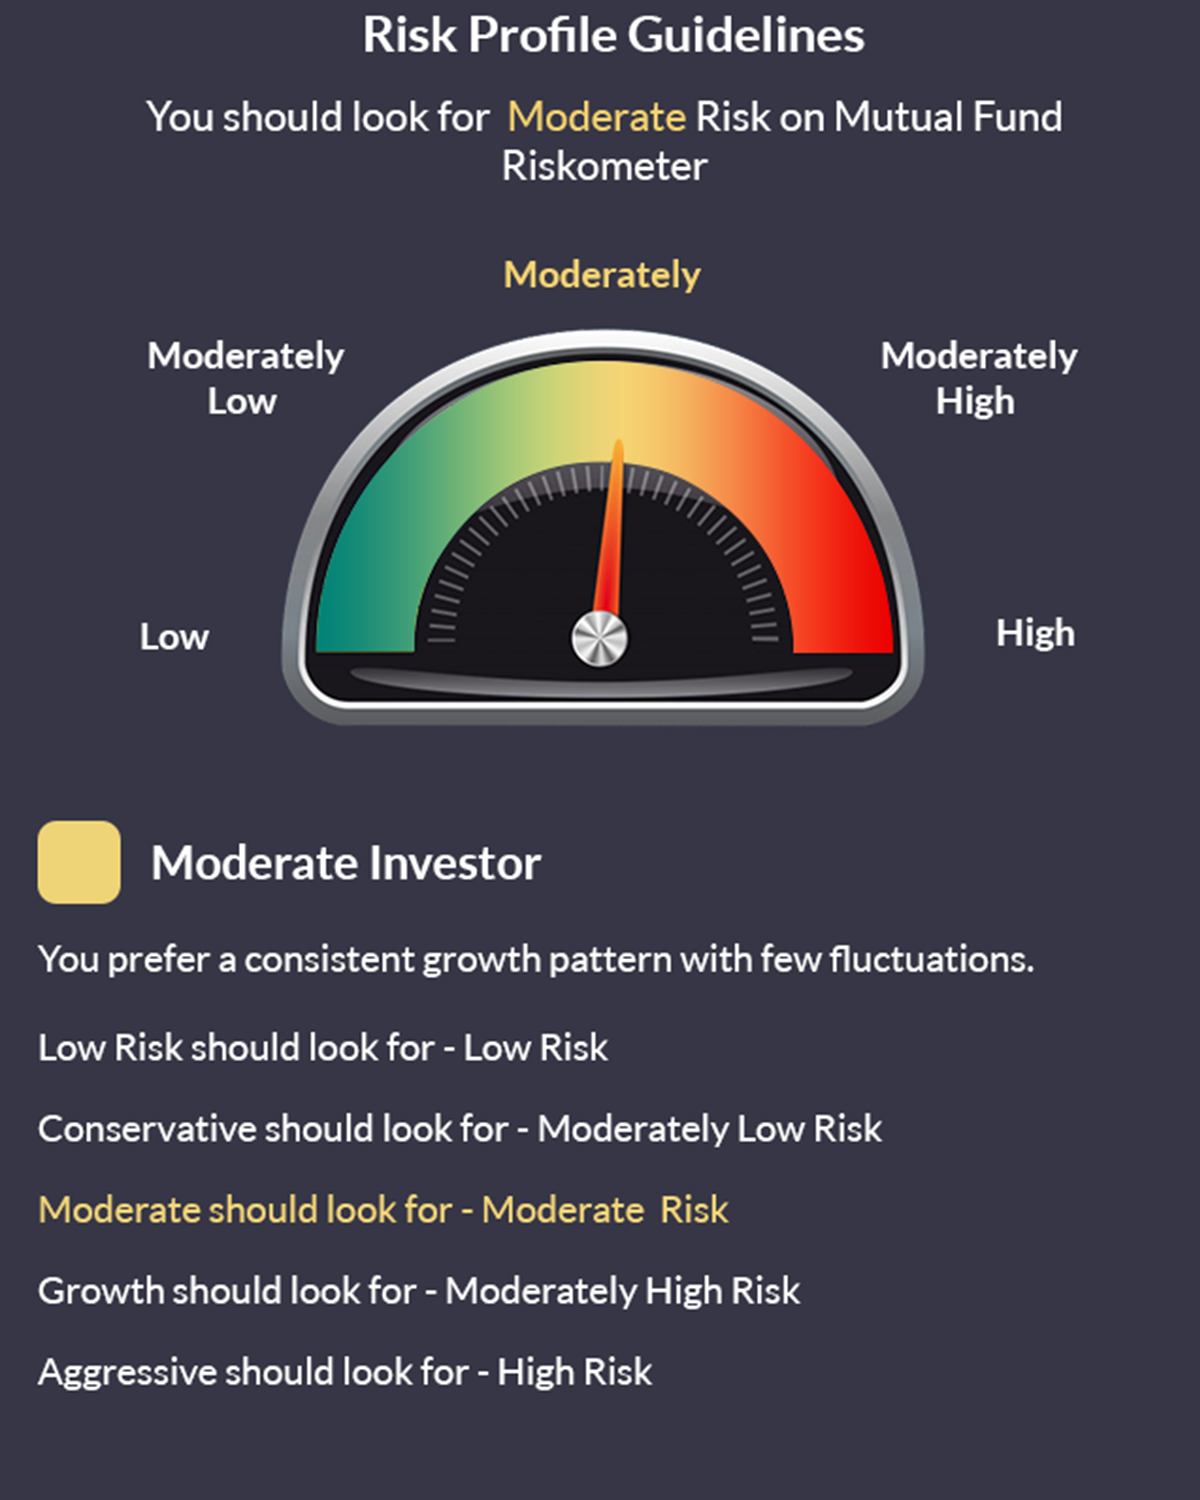 Risk Profile Guidelines
You should look for Moderate Risk on Mutual Fund
Riskometer
Moderately
Moderately
Low
Moderately
High
Low
High
Moderate Investor
You prefer a consistent growth pattern with few fluctuations.
Low Risk should look for - Low Risk
Conservative should look for - Moderately Low Risk
Moderate should look for - Moderate Risk
Growth should look for - Moderately High Risk
Aggressive should look for - High Risk